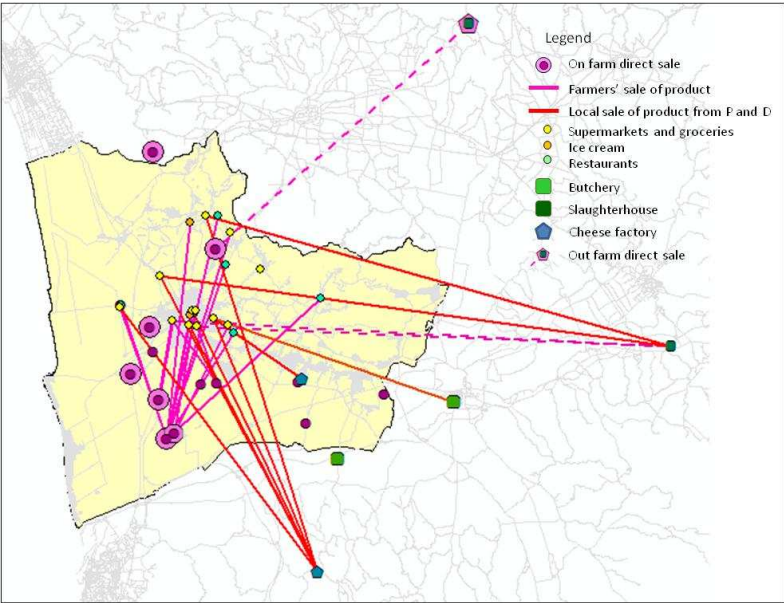 Legend
On farm direct sale
Farmers' sale of product
Local sale of product from P and D
Supermarkets and groceries
Ice cream
Restaurants
Butchery
Slaughterhouse
Cheese factory
Out farm direct sale